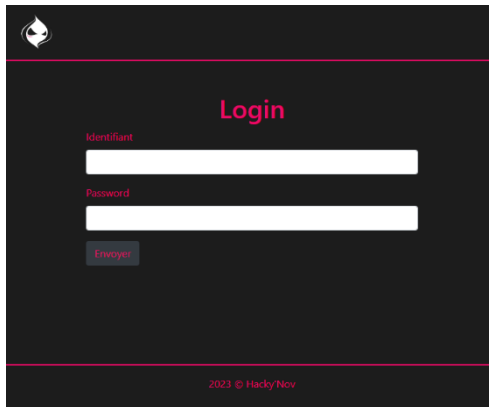 Login
Identifiant
Password
Envoyer
2023 © Hacky'Nov